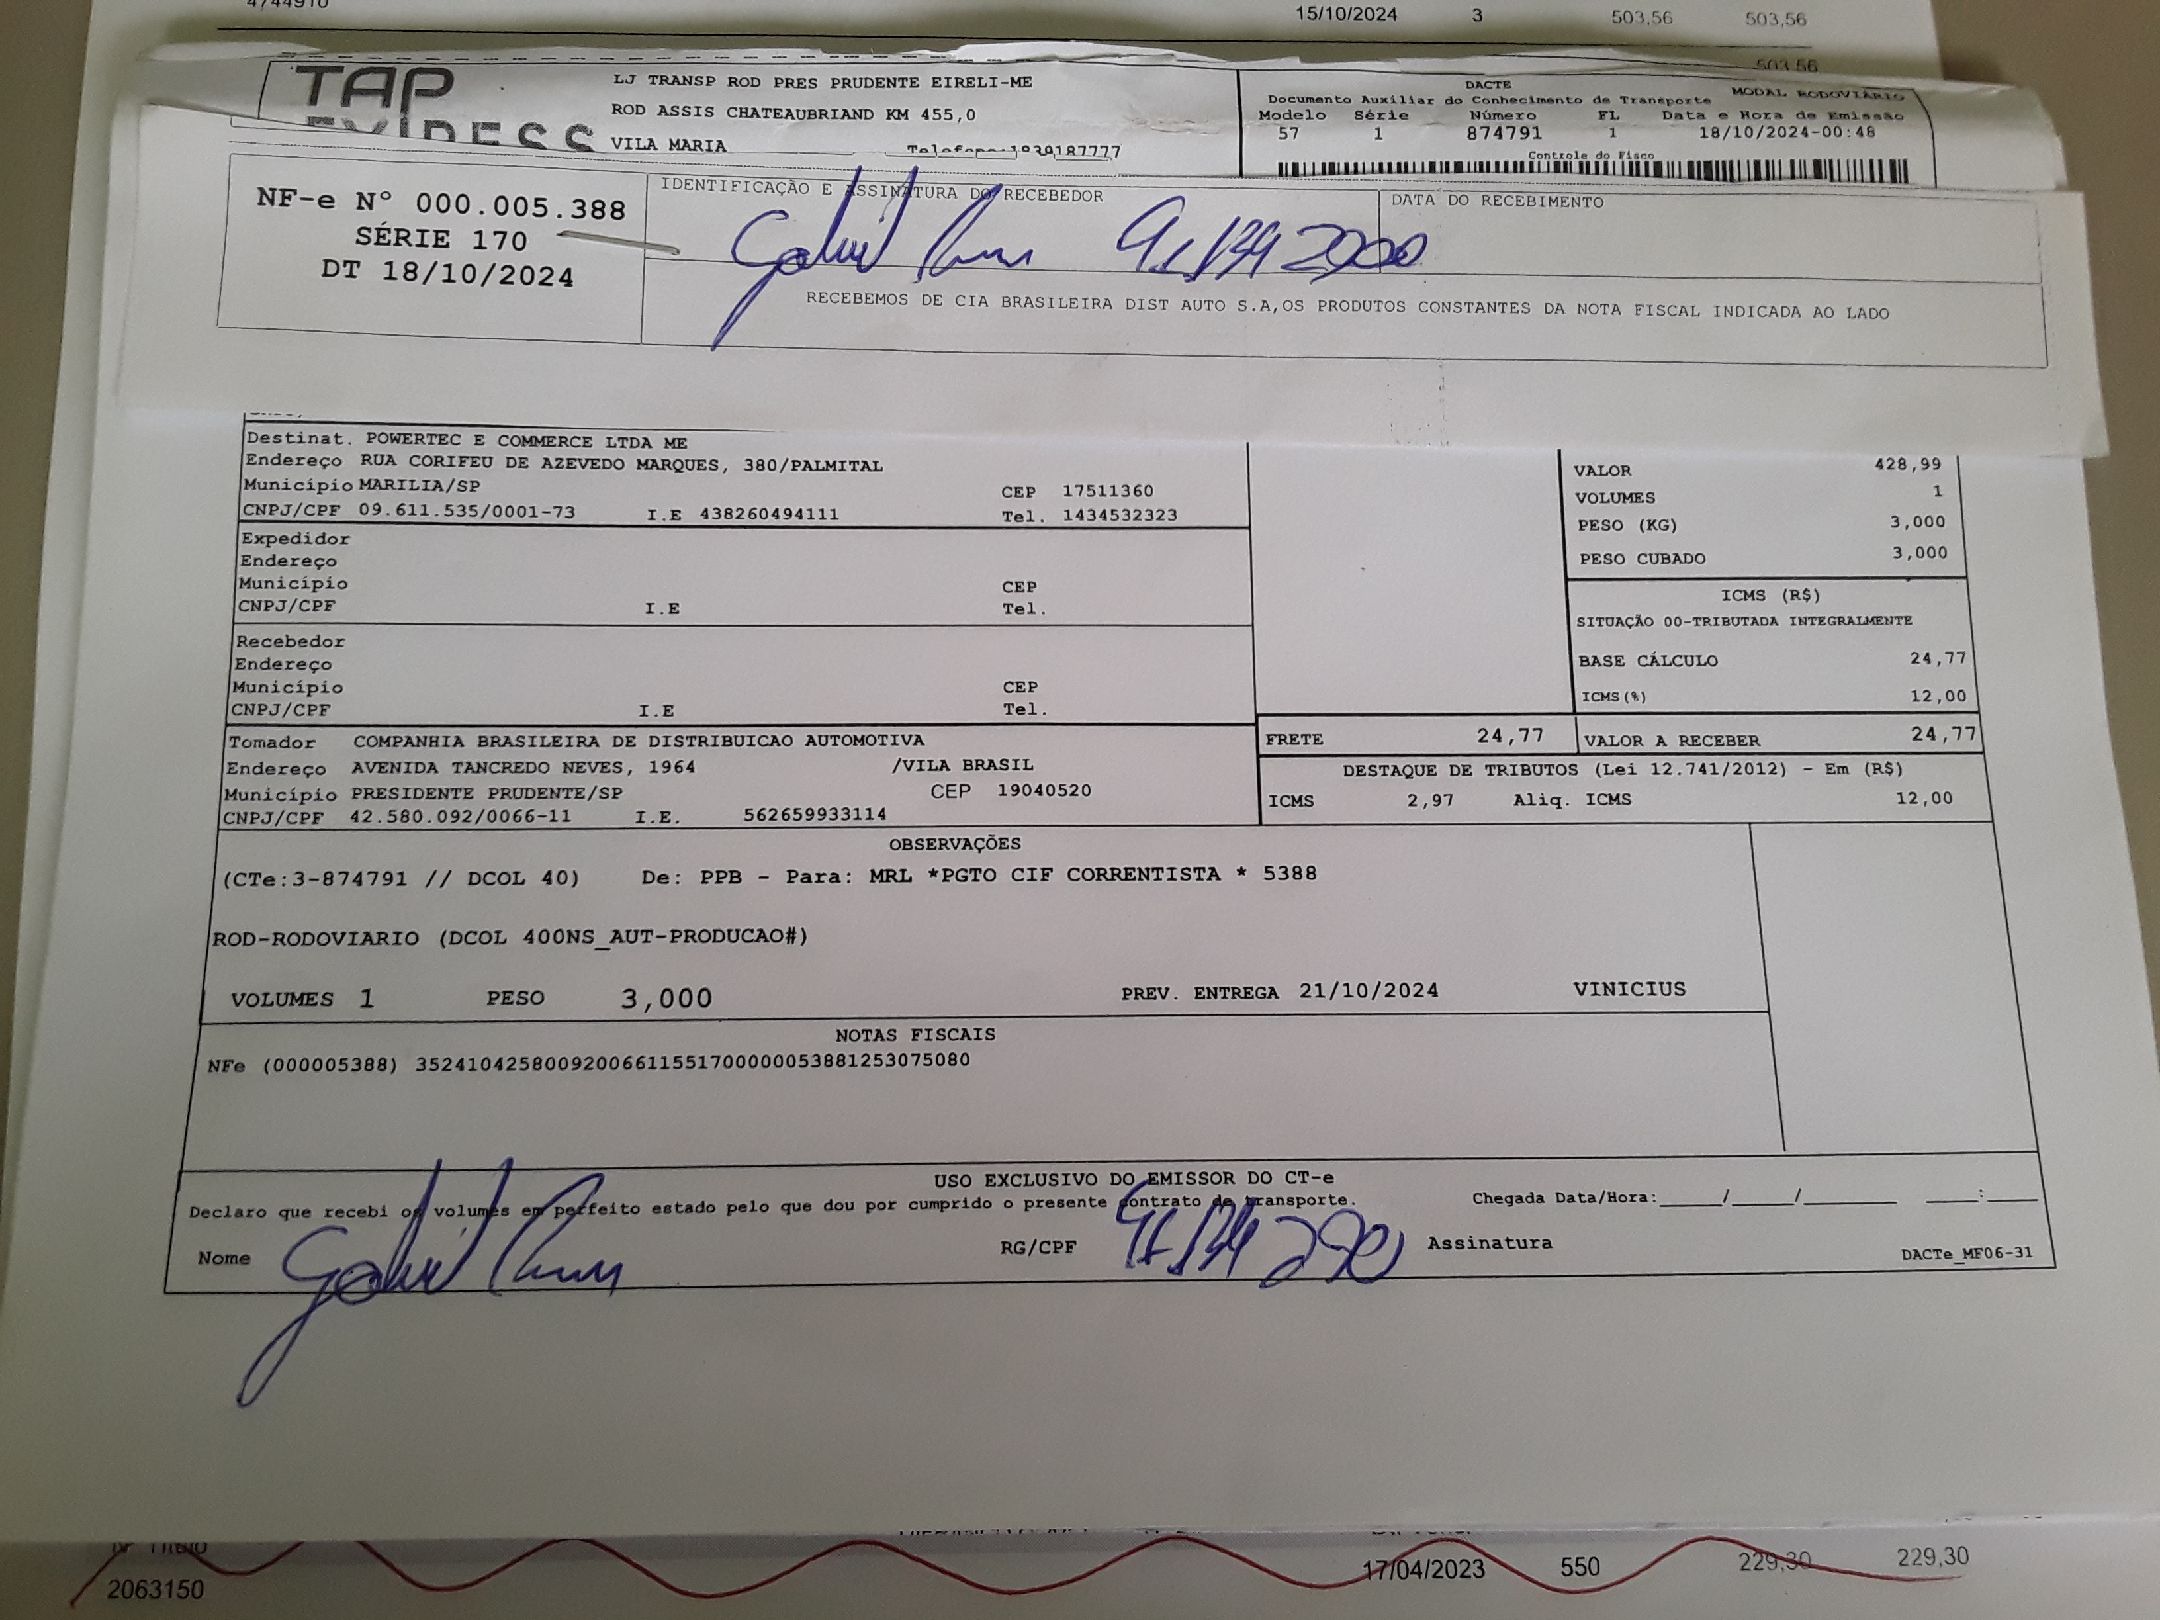 4744910 15/10/2024 3 503,56 503,56
503,56
TAP LJ TRANSP ROD PRES PRUDENTE EIRELI-ME DACTE MODAL RODOVIÁRIO
EXPRESS ROD ASSIS CHATEAUBRIAND KM 455,0 Documento Auxiliar do Conhecimento de Transporte
VILA MARIA Telefone:1839187777 Modelo Série Número FL Data e Hora de Emissão
57 1 874791 1 18/10/2024-00:48
Controle do Fisco
NF-e Nº 000.005.388 IDENTIFICAÇÃO E ASSINATURA DO RECEBEDOR DATA DO RECEBIMENTO
SÉRIE 170
DT 18/10/2024
RECEBEMOS DE CIA BRASILEIRA DIST AUTO S.A,OS PRODUTOS CONSTANTES DA NOTA FISCAL INDICADA AO LADO
Destinat. POWERTEC E COMMERCE LTDA ME
Endereço RUA CORIFEU DE AZEVEDO MARQUES, 380/PALMITAL VALOR 428,99
Município MARILIA/SP CEP 17511360 VOLUMES 1
CNPJ/CPF 09.611.535/0001-73 I.E 438260494111 Tel. 1434532323 PESO (KG) 3,000
Expedidor
Endereço PESO CUBADO 3,000
Município CEP ICMS (R$)
CNPJ/CPF I.E Tel. SITUAÇÃO 00-TRIBUTADA INTEGRALMENTE
Recebedor
Endereço BASE CÁLCULO 24,77
Município CEP ICMS(%) 12,00
CNPJ/CPF I.E Tel.
Tomador COMPANHIA BRASILEIRA DE DISTRIBUICAO AUTOMOTIVA FRETE 24,77 VALOR A RECEBER 24,77
Endereço AVENIDA TANCREDO NEVES, 1964 /VILA BRASIL DESTAQUE DE TRIBUTOS (Lei 12.741/2012) - Em (R$)
Município PRESIDENTE PRUDENTE/SP CEP 19040520 ICMS 2,97 Aliq. ICMS 12,00
CNPJ/CPF 42.580.092/0066-11 I.E. 562659933114
OBSERVAÇÕES
(CTe:3-874791 // DCOL 40) De: PPB - Para: MRL *PGTO CIF CORRENTISTA * 5388
ROD-RODOVIARIO (DCOL 400NS_AUT-PRODUCAO#)
VOLUMES 1 PESO 3,000 PREV. ENTREGA 21/10/2024 VINICIUS
NOTAS FISCAIS
NFe (000005388) 35241042580092006611551700000053881253075080
USO EXCLUSIVO DO EMISSOR DO CT-e
Declaro que recebi os volumes em perfeito estado pelo que dou por cumprido o presente contrato de transporte. Chegada Data/Hora:____/____/______ ____:____
Nome RG/CPF Assinatura DACTe_MF06-31
Nº Título
2063150 17/04/2023 550 229,30 229,30